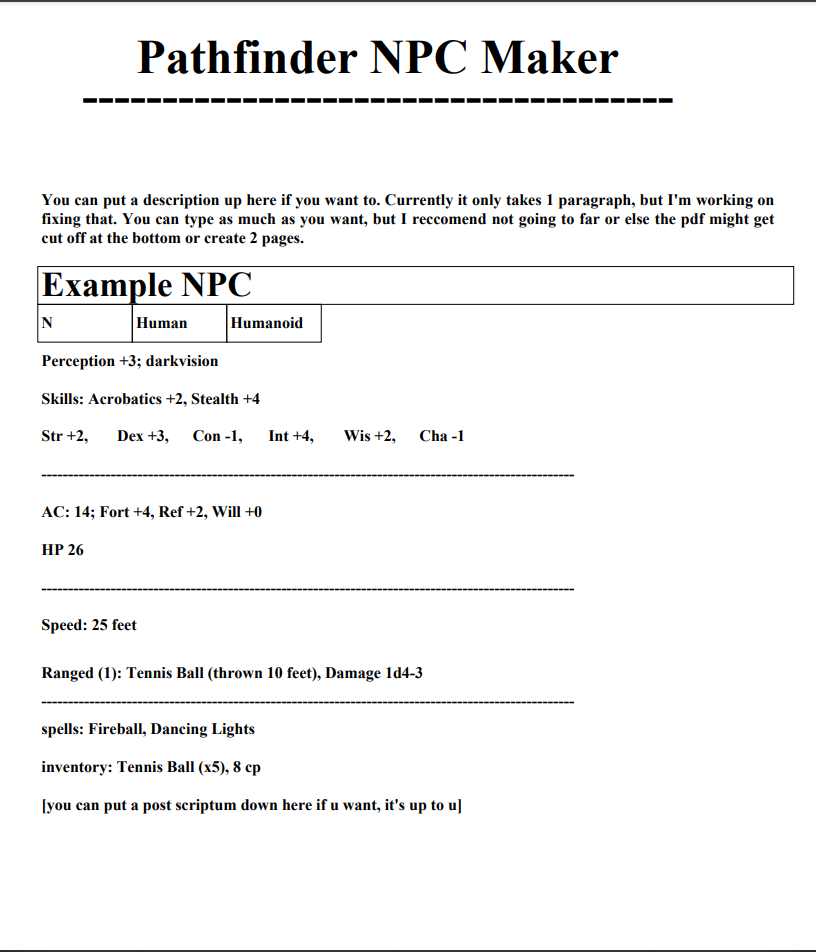 Pathfinder NPC Maker
-------------------------------------
You can put a description up here if you want to. Currently it only takes 1 paragraph, but I'm working on
fixing that. You can type as much as you want, but I reccomend not going to far or else the pdf might get
cut off at the bottom or create 2 pages.
Example NPC
N Human Humanoid
Perception +3; darkvision
Skills: Acrobatics +2, Stealth +4
Str +2, Dex +3, Con -1, Int +4, Wis +2, Cha -1
----------------------------------------------------------------------------------------------------
AC: 14; Fort +4, Ref +2, Will +0
HP 26
----------------------------------------------------------------------------------------------------
Speed: 25 feet
Ranged (1): Tennis Ball (thrown 10 feet), Damage 1d4-3
----------------------------------------------------------------------------------------------------
spells: Fireball, Dancing Lights
inventory: Tennis Ball (x5), 8 cp
[you can put a post scriptum down here if u want, it's up to u]